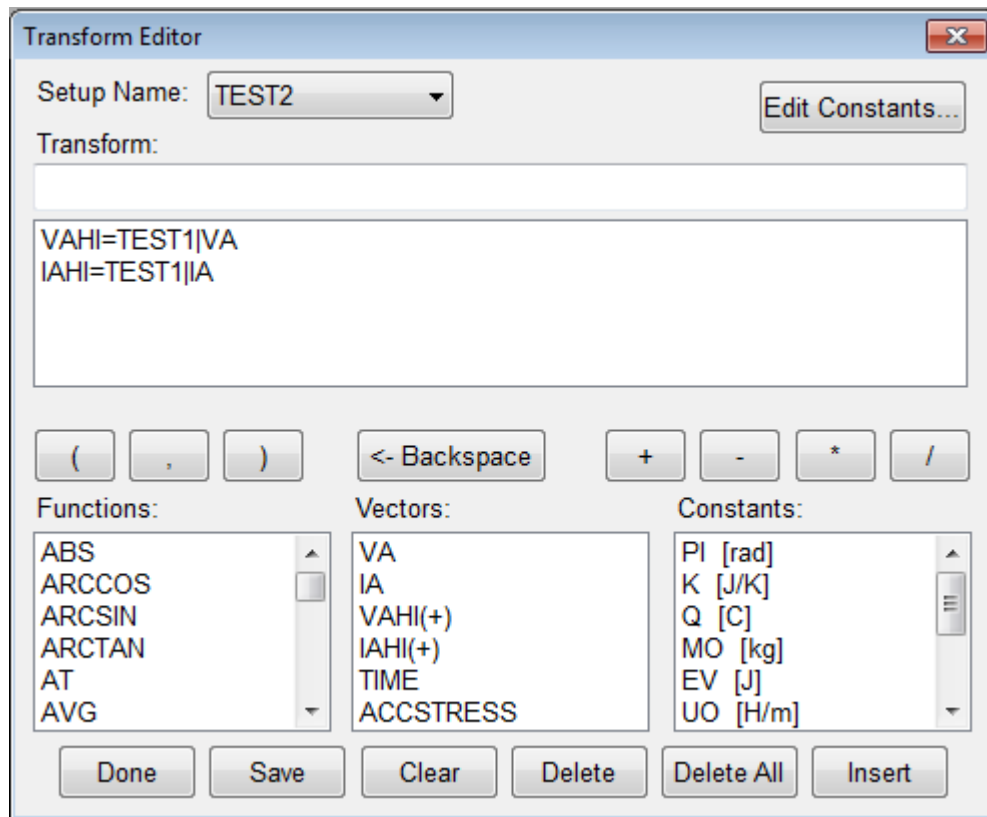 Transform Editor
Setup Name: TEST2
Edit Constants...
Transform:
VAHI=TEST1|VA
IAHI=TEST1|IA
( , ) <- Backspace + - * /
Functions: Vectors: Constants:
ABS VA PI [rad]
ARCCOS IA K [J/K]
ARCSIN VAHI(+) Q [C]
ARCTAN IAHI(+) MO [kg]
AT TIME EV [J]
AVG ACCSTRESS UO [H/m]
Done Save Clear Delete Delete All Insert